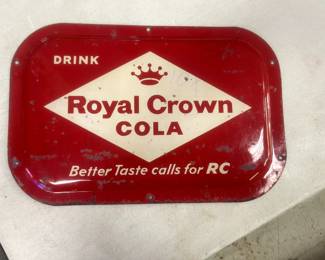 DRINK
Royal Crown
COLA
Better Taste calls for RC